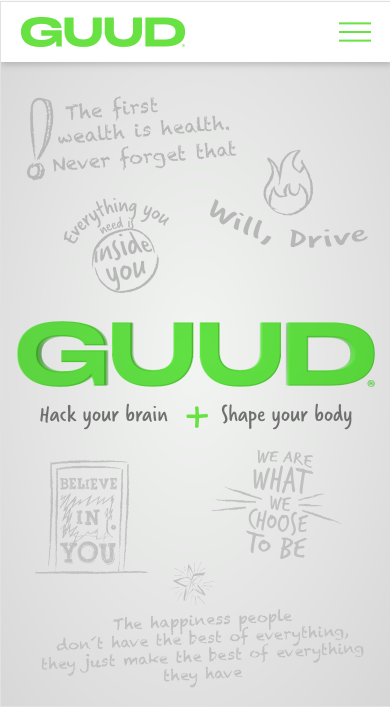 GUUD
The first
wealth is health.
Never forget that
Everything you
need is
inside
you
Will, Drive
GUUD®
Hack your brain + Shape your body
BELIEVE
IN
YOU
WE ARE
WHAT
WE
CHOOSE
TO BE
The happiness people
don´t have the best of everything,
they just make the best of everything
they have